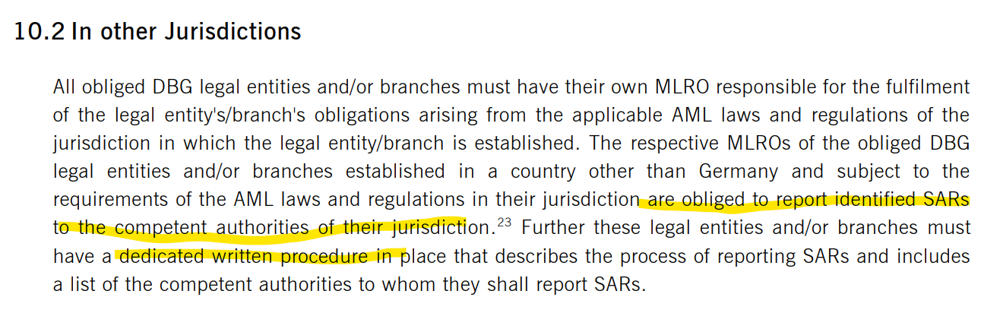 10.2 In other Jurisdictions
All obliged DBG legal entities and/or branches must have their own MLRO responsible for the fulfilment
of the legal entity's/branch's obligations arising from the applicable AML laws and regulations of the
jurisdiction in which the legal entity/branch is established. The respective MLROs of the obliged DBG
legal entities and/or branches established in a country other than Germany and subject to the
requirements of the AML laws and regulations in their jurisdiction are obliged to report identified SARs
to the competent authorities of their jurisdiction.23 Further these legal entities and/or branches must
have a dedicated written procedure in place that describes the process of reporting SARs and includes
a list of the competent authorities to whom they shall report SARs.